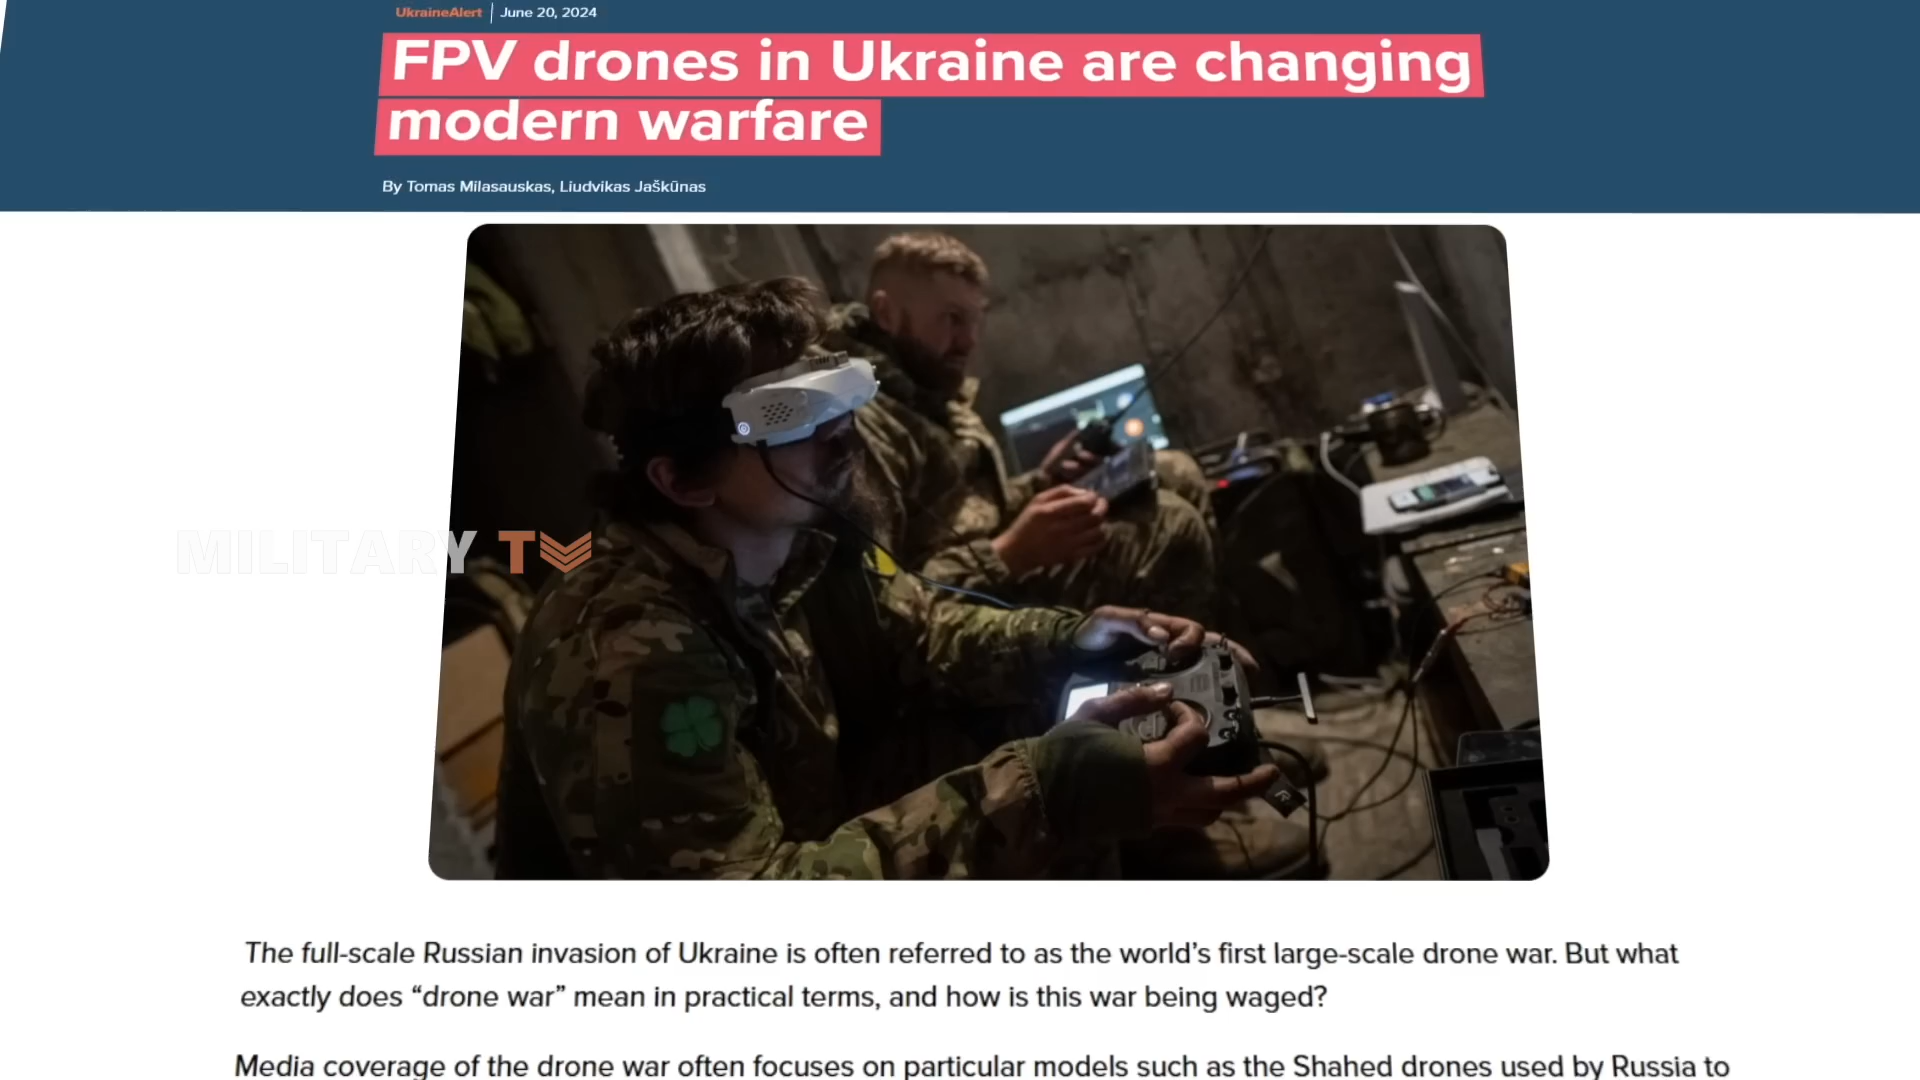 UkraineAlert | June 20, 2024
FPV drones in Ukraine are changing
modern warfare
By Tomas Milasauskas, Liudvikas Jaškūnas
MILITARY TV
The full-scale Russian invasion of Ukraine is often referred to as the world’s first large-scale drone war. But what
exactly does “drone war” mean in practical terms, and how is this war being waged?
Media coverage of the drone war often focuses on particular models such as the Shahed drones used by Russia to